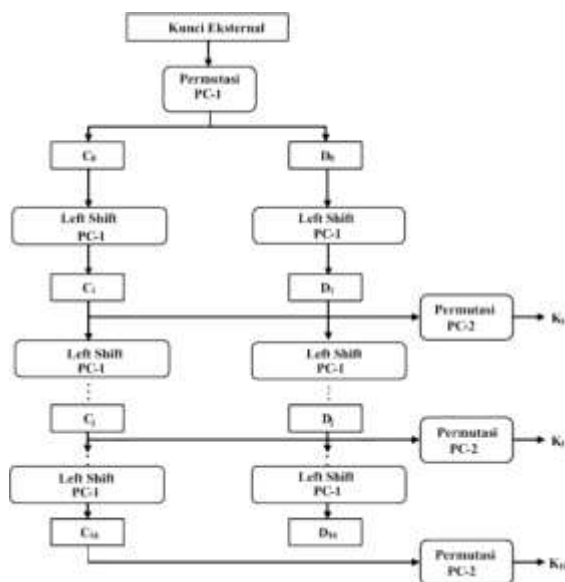 Kunci Eksternal
Permutasi
PC-1
C₀
D₀
Left Shift
PC-1
Left Shift
PC-1
C₁
D₁
Permutasi
PC-2
K₁
Left Shift
PC-1
Left Shift
PC-1
Cⱼ
Dⱼ
Permutasi
PC-2
Left Shift
PC-1
Left Shift
PC-1
C₁₆
D₁₆
Permutasi
PC-2